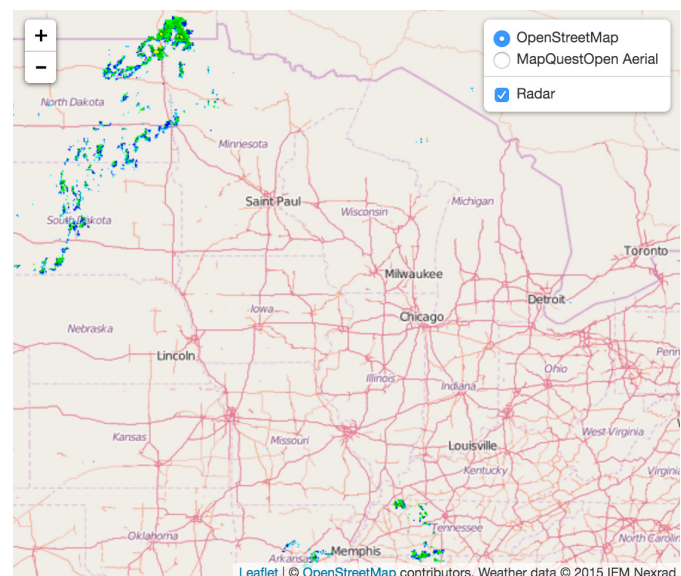 +
−
OpenStreetMap
MapQuestOpen Aerial
Radar
North Dakota
Minnesota
Saint Paul
Wisconsin
Michigan
South Dakota
Toronto
Milwaukee
Detroit
Iowa
Chicago
Nebraska
Lincoln
Penn
Ohio
Illinois
Indiana
Kansas
Missouri
West Virginia
Louisville
Kentucky
Virginia
Tennessee
Oklahoma
North Carolin
Memphis
Arkansas
Leaflet | © OpenStreetMap contributors, Weather data © 2015 IEM Nexrad